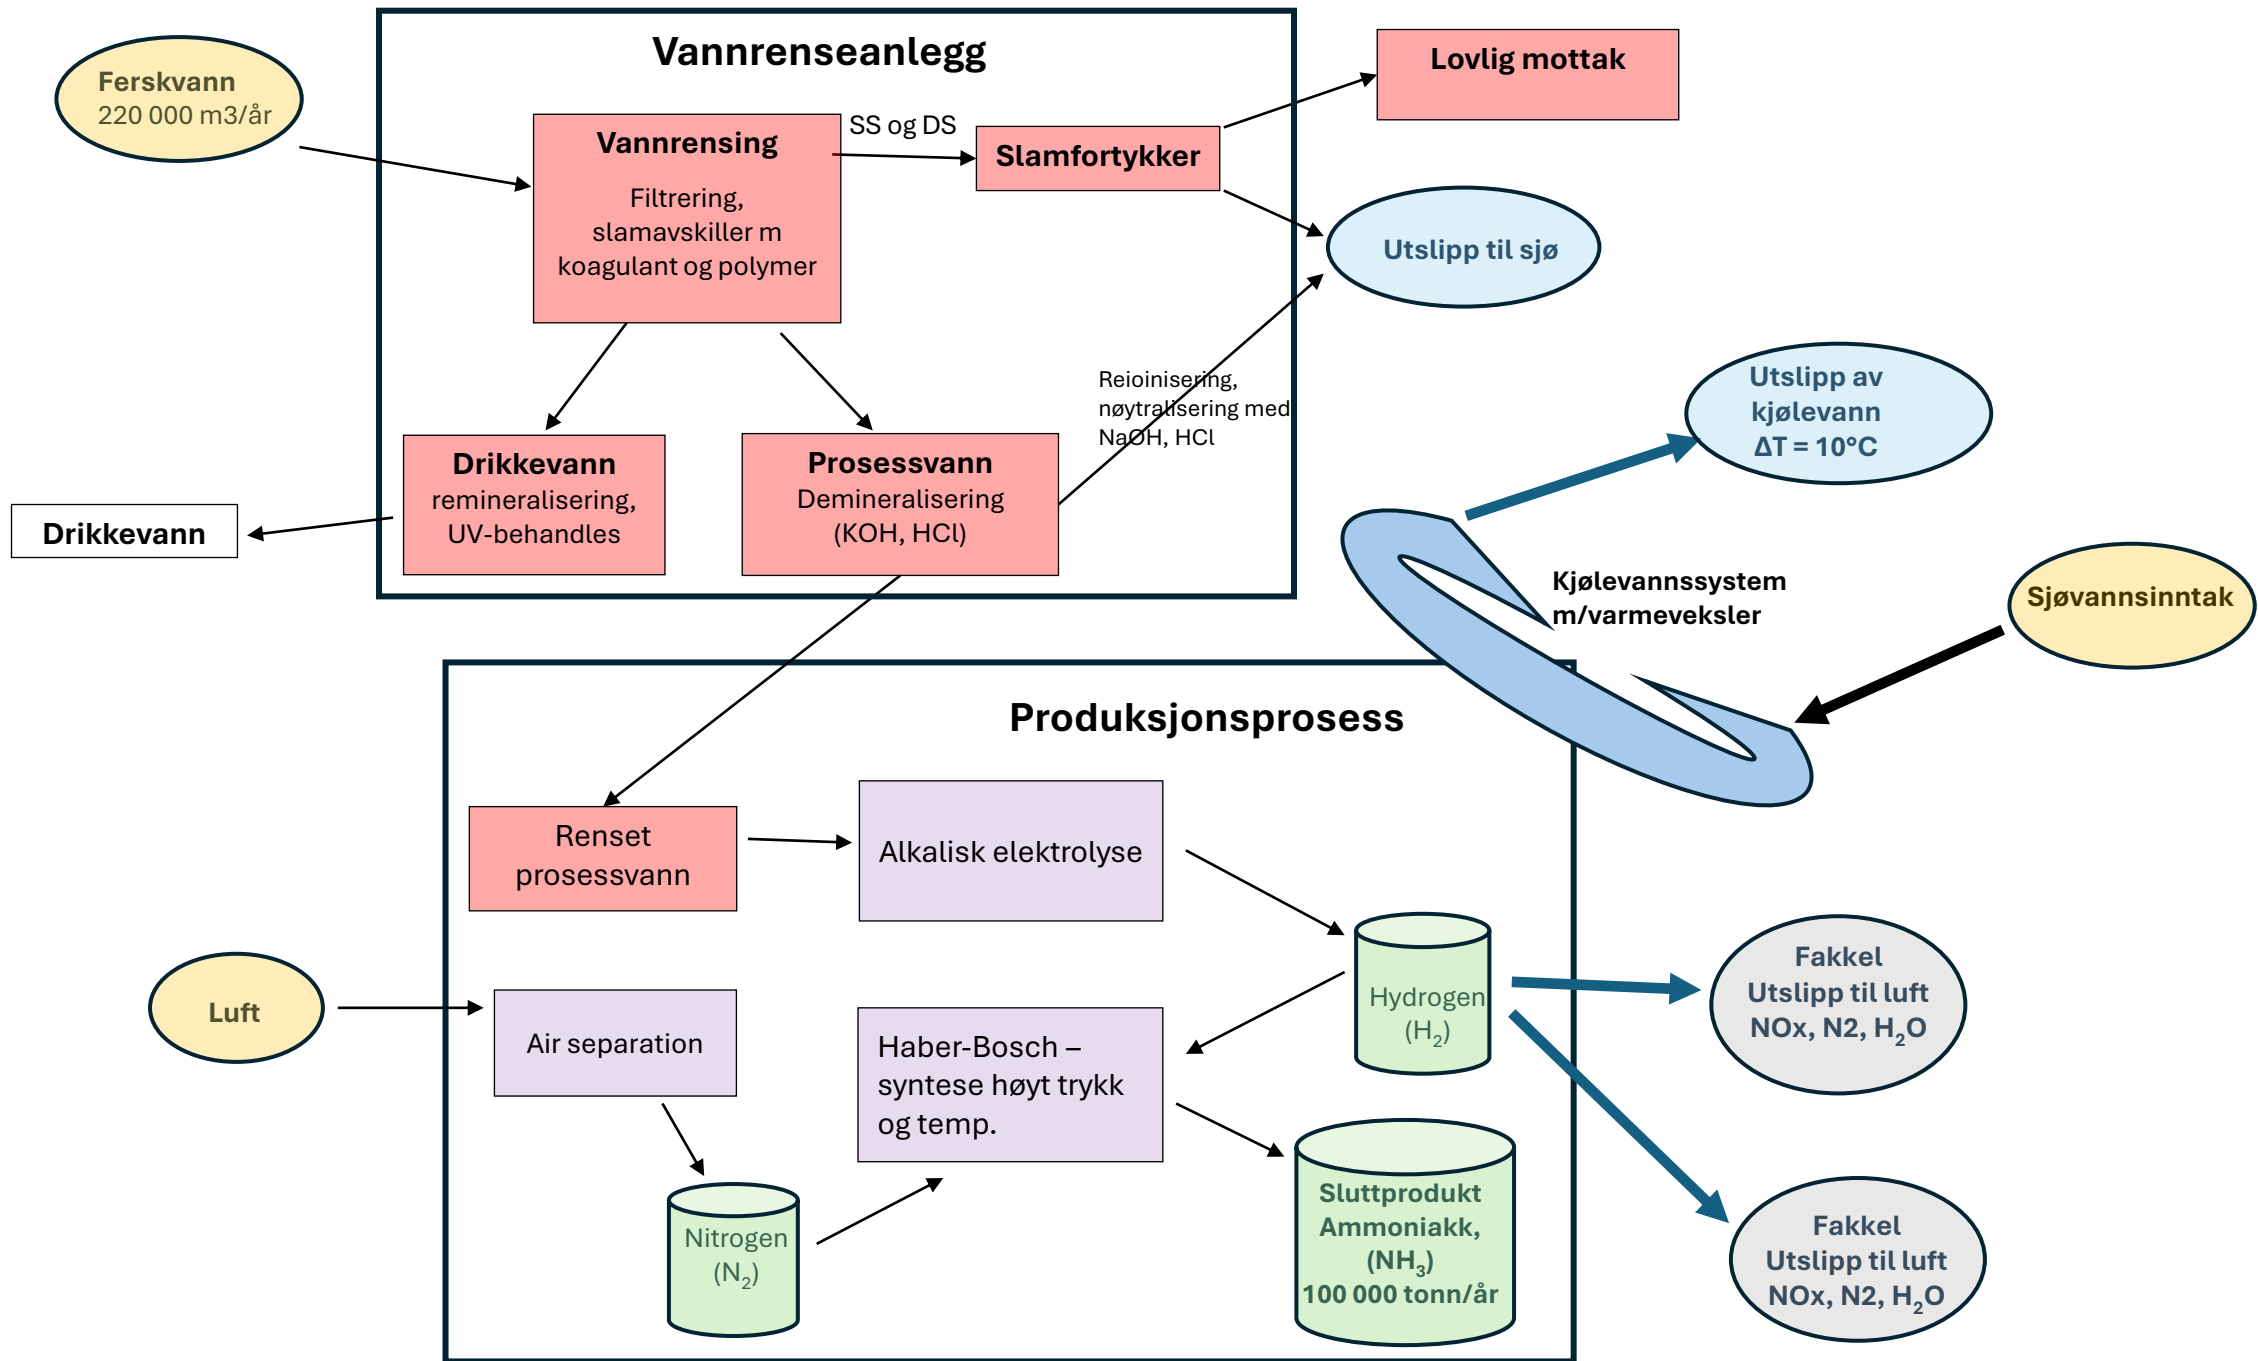 Vannrenseanlegg
Ferskvann
220 000 m3/år
Vannrensing
Filtrering,
slamavskiller m
koagulant og polymer
SS og DS
Slamfortykker
Lovlig mottak
Utslipp til sjø
Reioinisering,
nøytralisering med
NaOH, HCl
Drikkevann
remineralisering,
UV-behandles
Prosessvann
Demineralisering
(KOH, HCl)
Drikkevann
Utslipp av
kjølevann
ΔT = 10°C
Kjølevannssystem
m/varmeveksler
Sjøvannsinntak
Produksjonsprosess
Renset
prosessvann
Alkalisk elektrolyse
Luft
Air separation
Haber-Bosch –
syntese høyt trykk
og temp.
Hydrogen
(H₂)
Nitrogen
(N₂)
Sluttprodukt
Ammoniakk,
(NH₃)
100 000 tonn/år
Fakkel
Utslipp til luft
NOx, N2, H₂O
Fakkel
Utslipp til luft
NOx, N2, H₂O